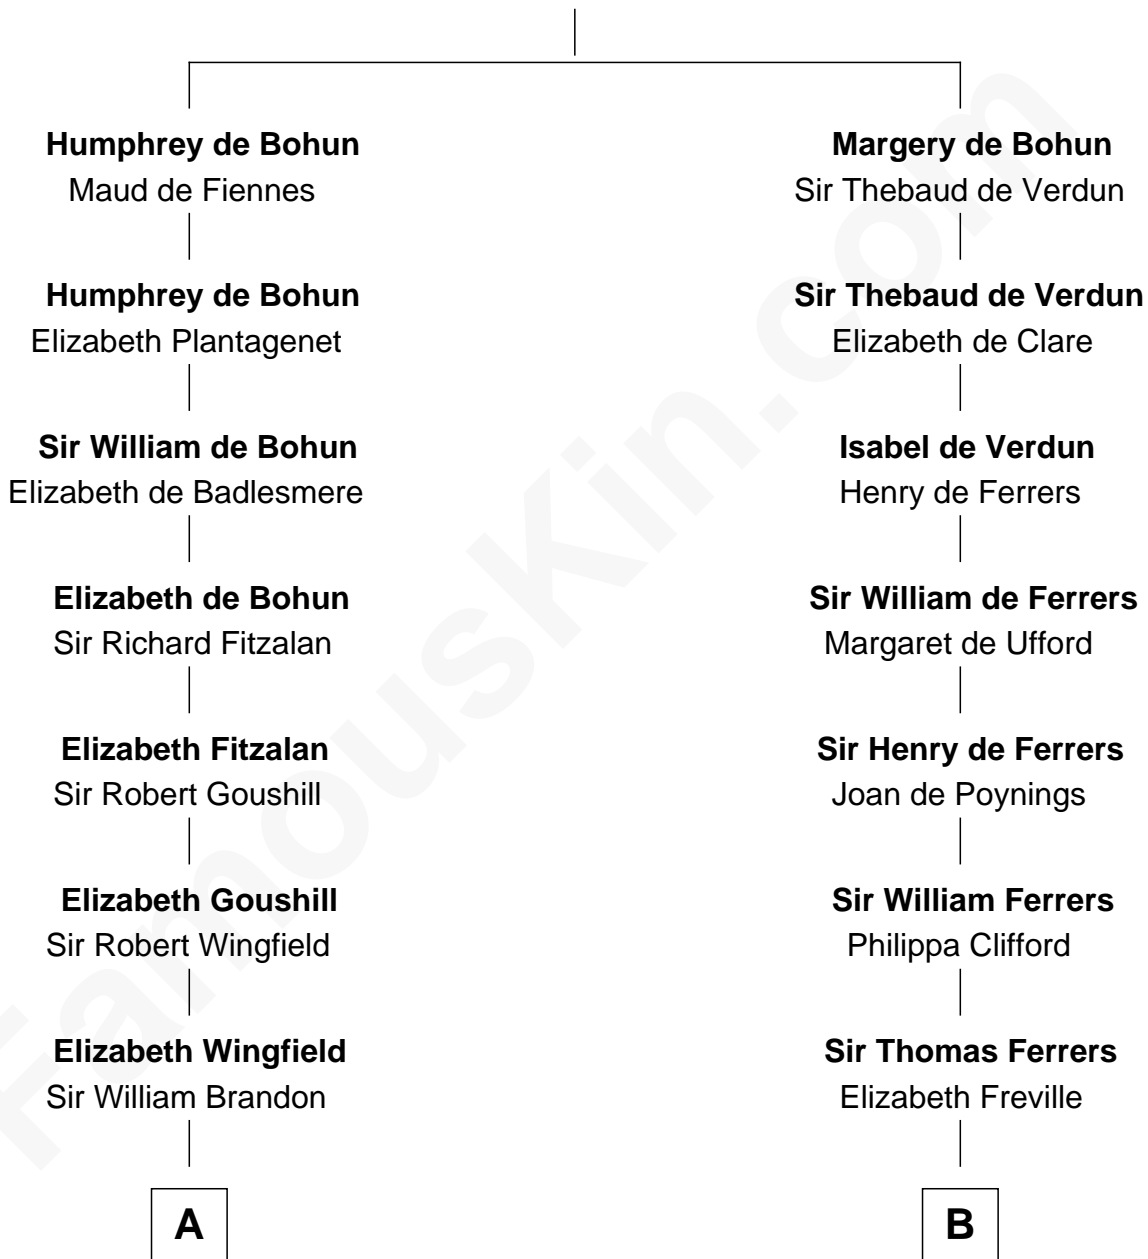 Humphrey de Bohun
Maud de Fiennes
Margery de Bohun
Sir Thebaud de Verdun
Humphrey de Bohun
Elizabeth Plantagenet
Sir Thebaud de Verdun
Elizabeth de Clare
Sir William de Bohun
Elizabeth de Badlesmere
Isabel de Verdun
Henry de Ferrers
Elizabeth de Bohun
Sir Richard Fitzalan
Sir William de Ferrers
Margaret de Ufford
Elizabeth Fitzalan
Sir Robert Goushill
Sir Henry de Ferrers
Joan de Poynings
Elizabeth Goushill
Sir Robert Wingfield
Sir William Ferrers
Philippa Clifford
Elizabeth Wingfield
Sir William Brandon
Sir Thomas Ferrers
Elizabeth Freville
A
B
FamousKin.com